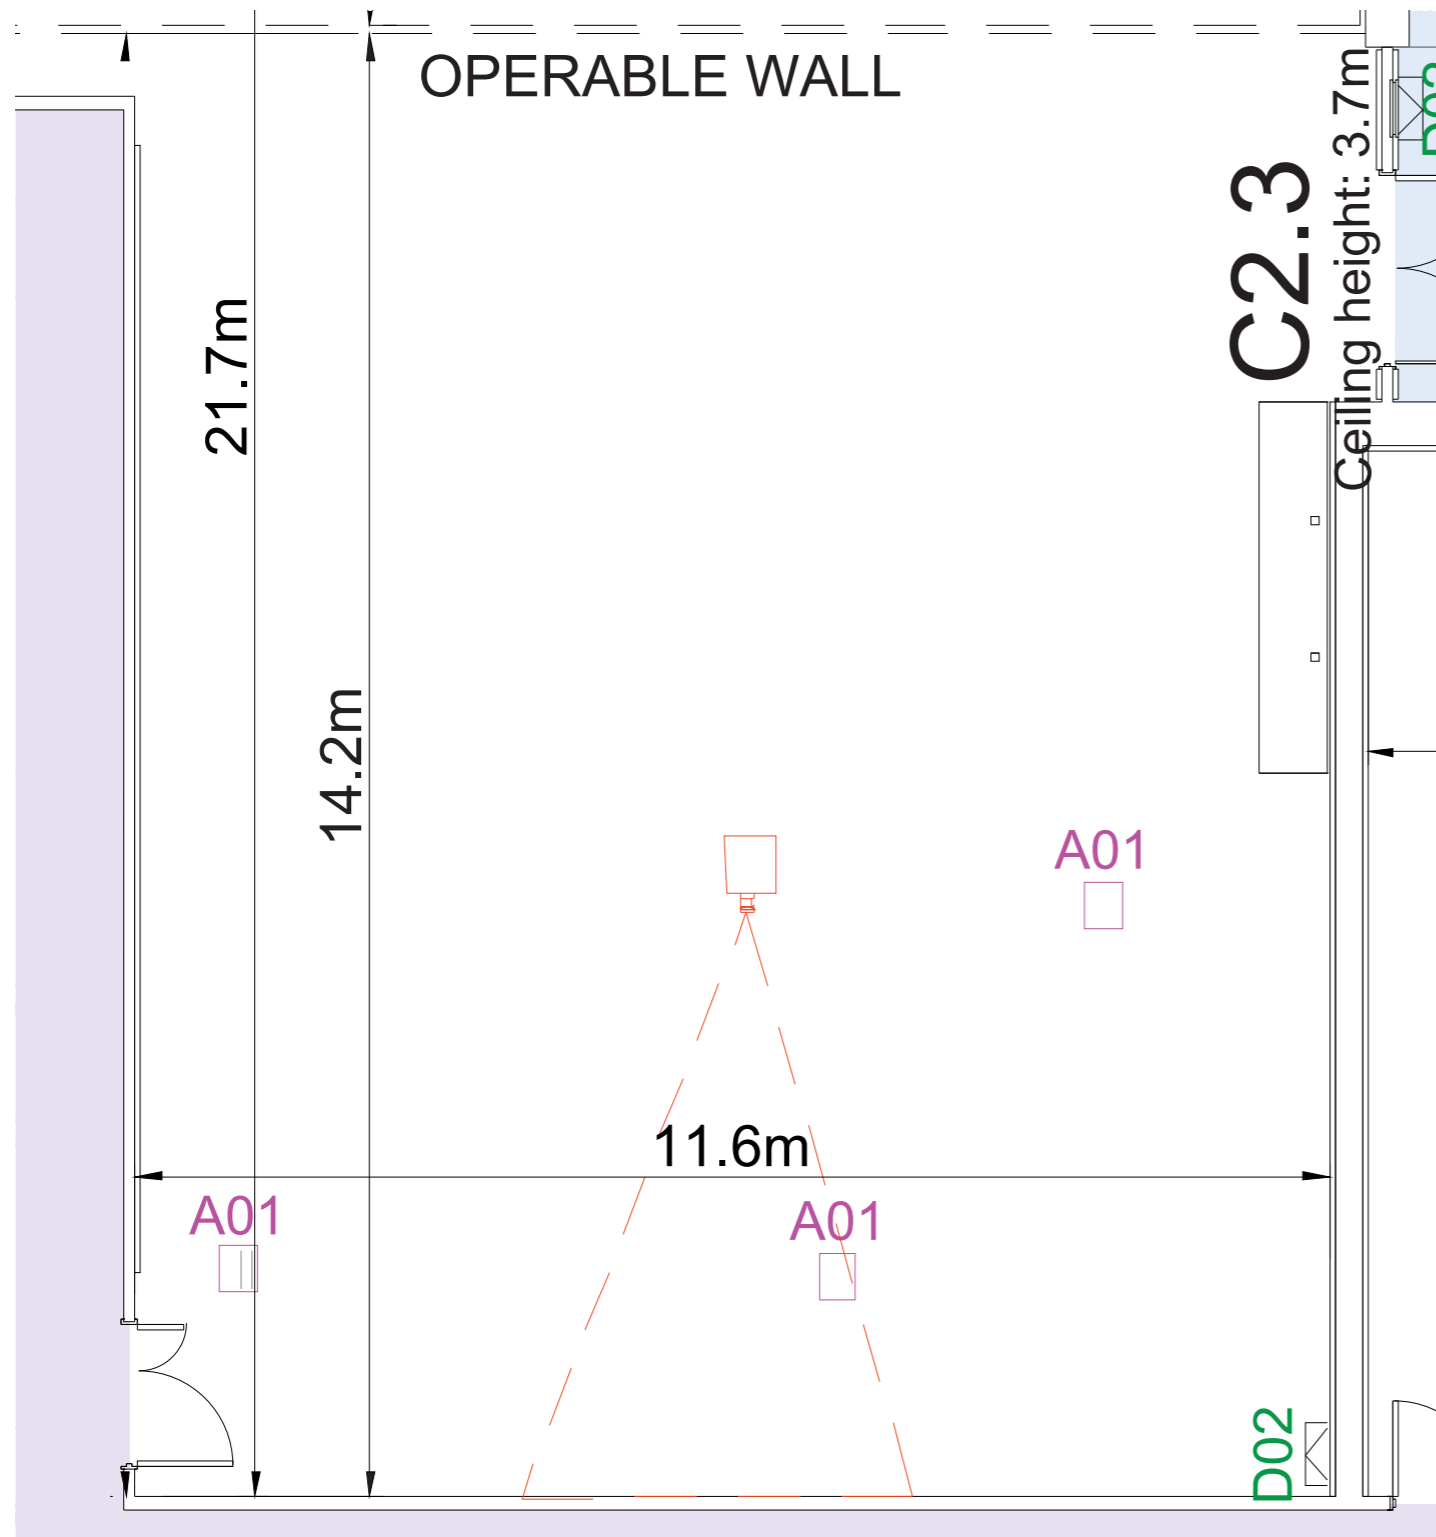 OPERABLE WALL
C2.3
Ceiling height: 3.7m
21.7m
14.2m
A01
11.6m
A01
A01
D02